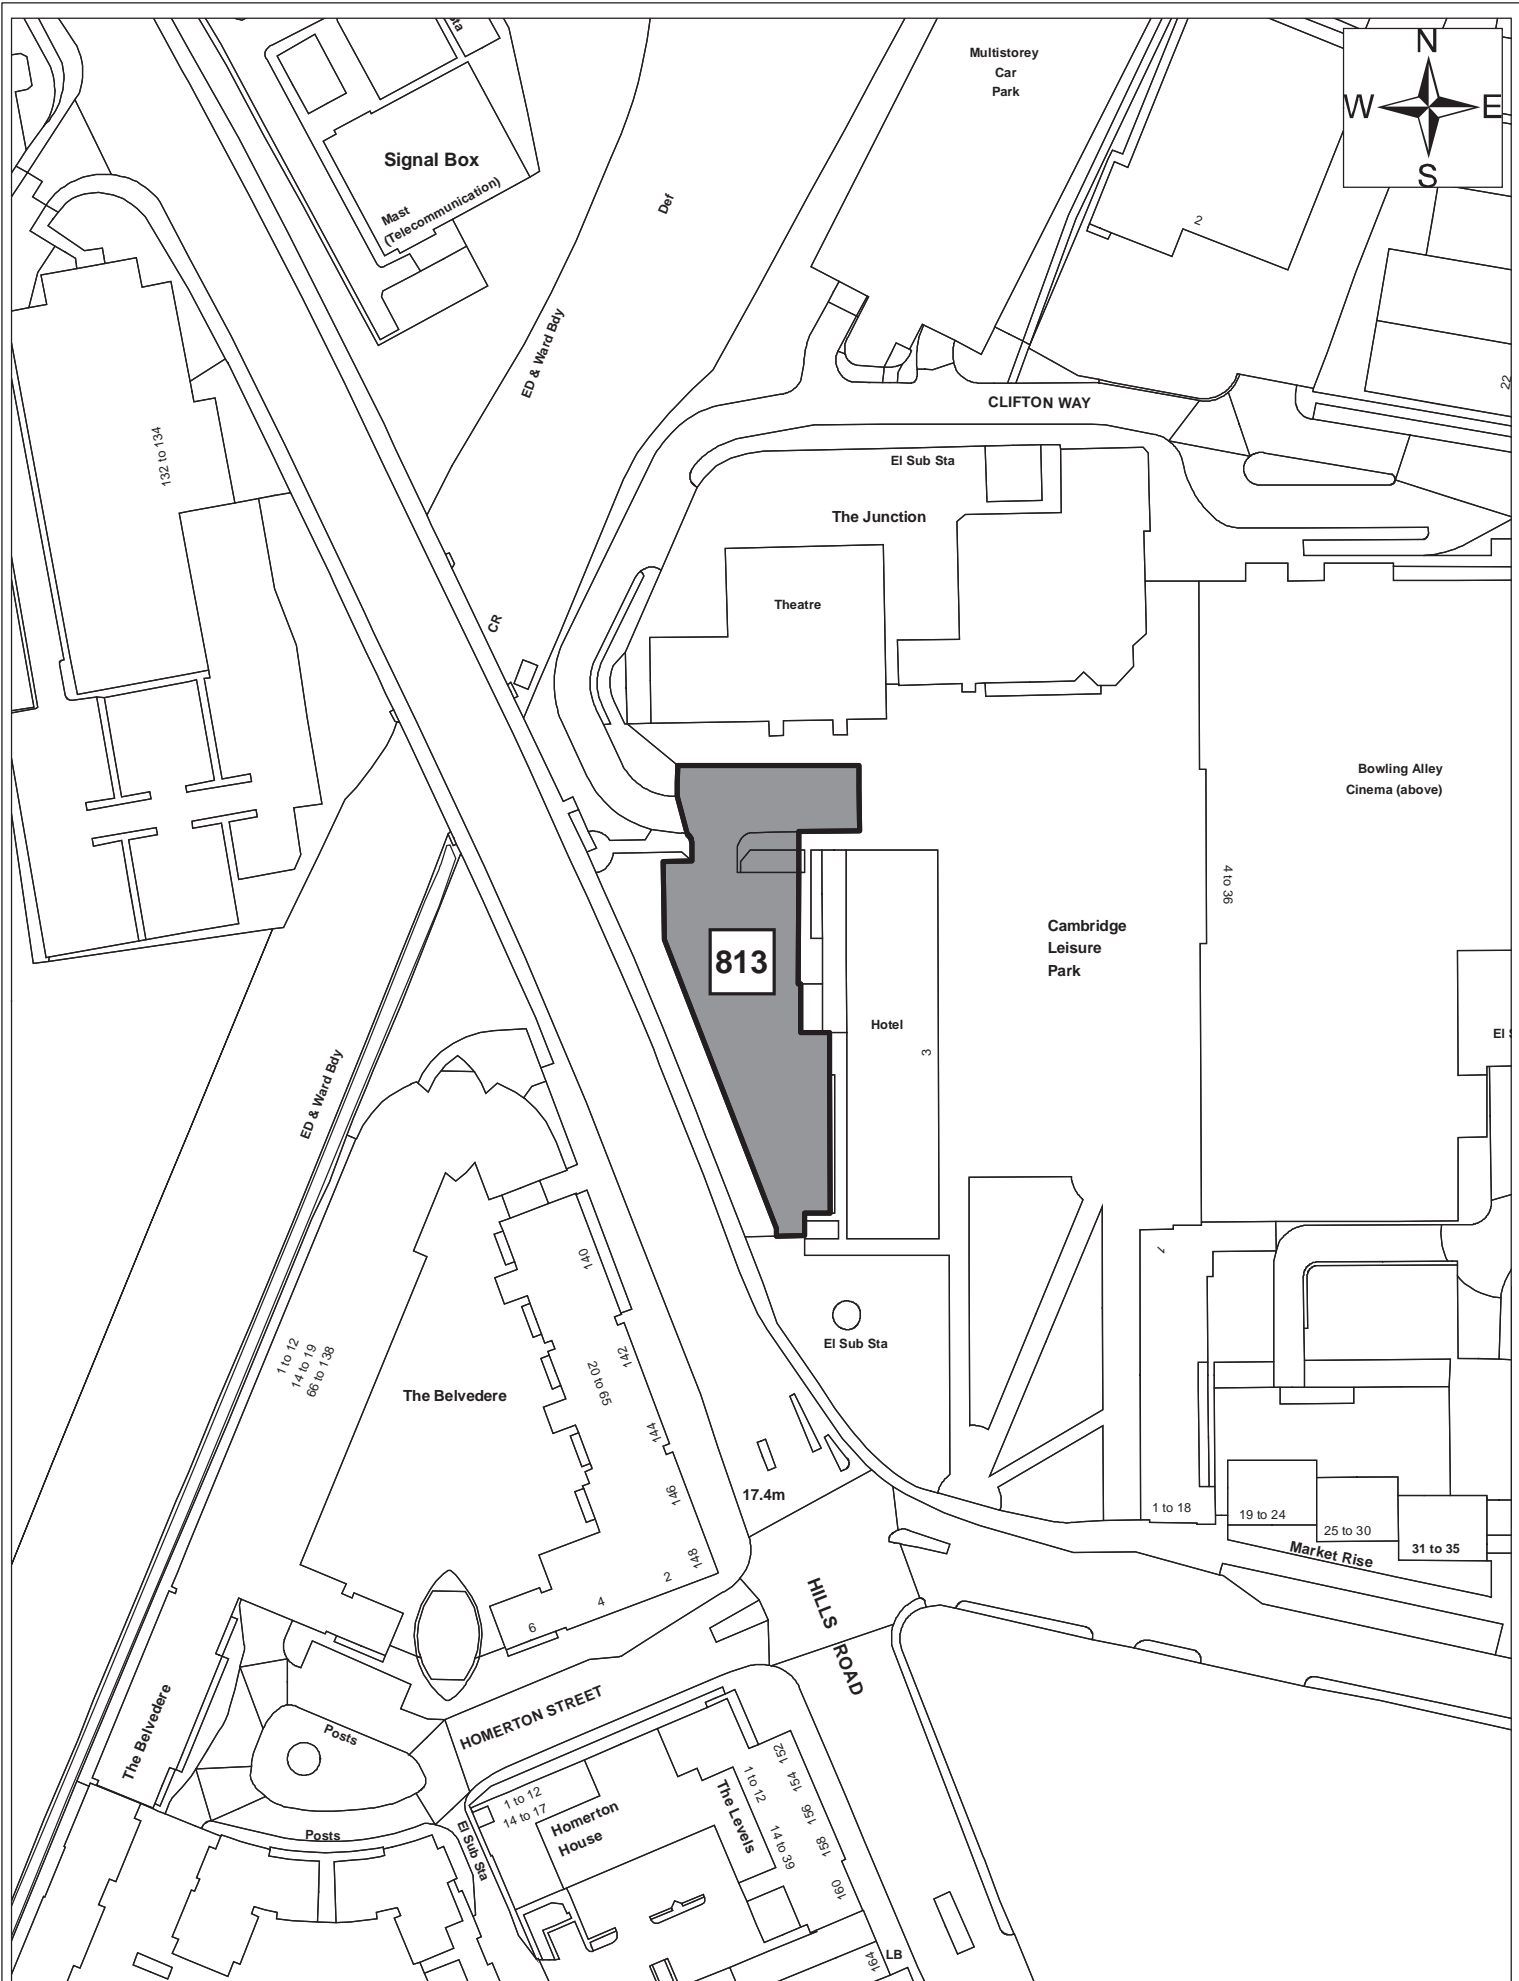 Sta
Multistorey
Car
Park
N
W
E
S
Signal Box
Mast
(Telecommunication)
Def
2
ED & Ward Bdy
22
CLIFTON WAY
132 to 134
El Sub Sta
The Junction
CR
Theatre
Bowling Alley
Cinema (above)
4 to 36
Cambridge
Leisure
Park
813
Hotel
3
El S
ED & Ward Bdy
140
1
El Sub Sta
1 to 12
14 to 19
66 to 138
142
20 to 59
The Belvedere
144
146
17.4m
1 to 18
19 to 24
25 to 30
31 to 35
Market Rise
148
2
4
6
HILLS ROAD
HOMERTON STREET
The Belvedere
Posts
152
154
156
158
160
164
1 to 12
14 to 39
The Levels
1 to 12
14 to 17
Homerton
House
Posts
El Sub Sta
LB